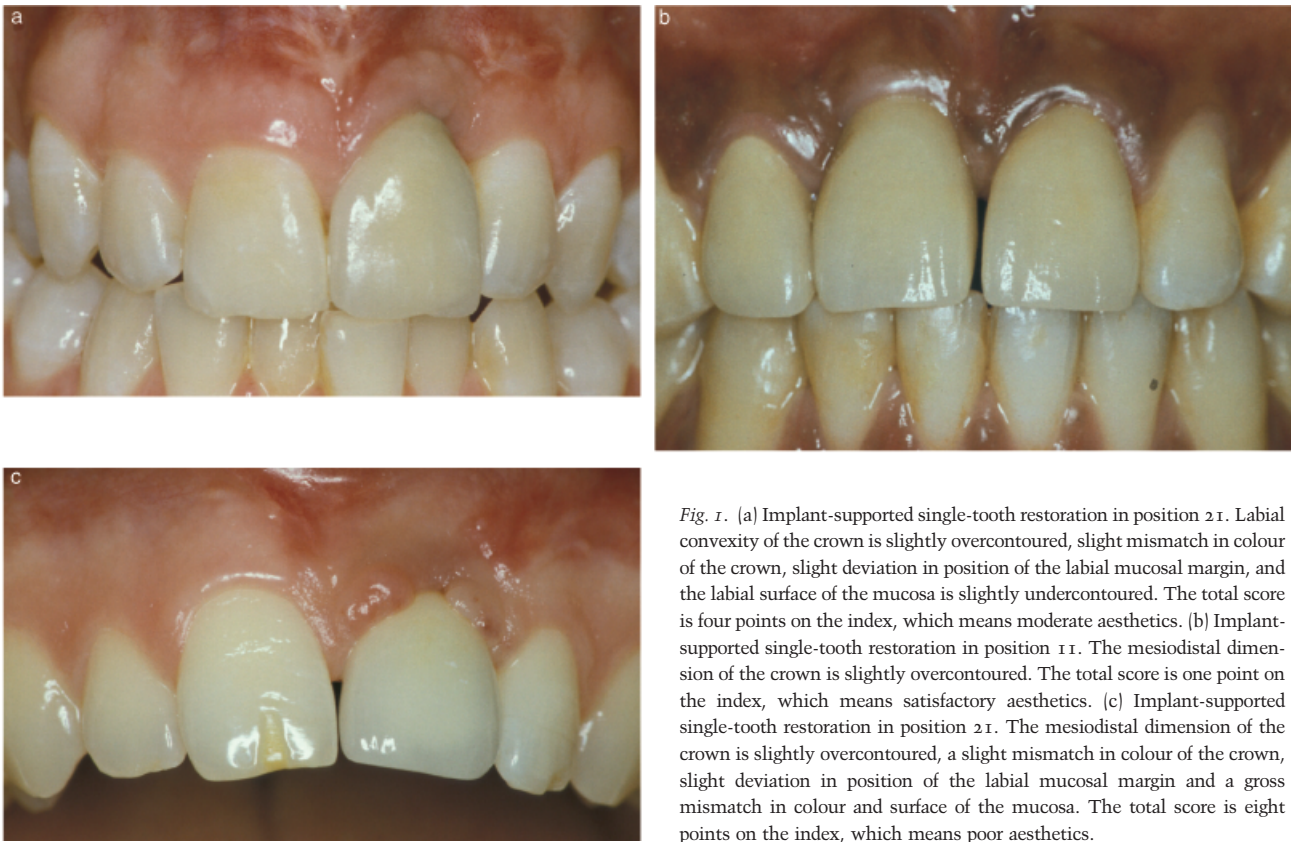 a
b
c
Fig. 1. (a) Implant-supported single-tooth restoration in position 21. Labial
convexity of the crown is slightly overcontoured, slight mismatch in colour
of the crown, slight deviation in position of the labial mucosal margin, and
the labial surface of the mucosa is slightly undercontoured. The total score
is four points on the index, which means moderate aesthetics. (b) Implant-
supported single-tooth restoration in position 11. The mesiodistal dimen-
sion of the crown is slightly overcontoured. The total score is one point on
the index, which means satisfactory aesthetics. (c) Implant-supported
single-tooth restoration in position 21. The mesiodistal dimension of the
crown is slightly overcontoured, a slight mismatch in colour of the crown,
slight deviation in position of the labial mucosal margin and a gross
mismatch in colour and surface of the mucosa. The total score is eight
points on the index, which means poor aesthetics.